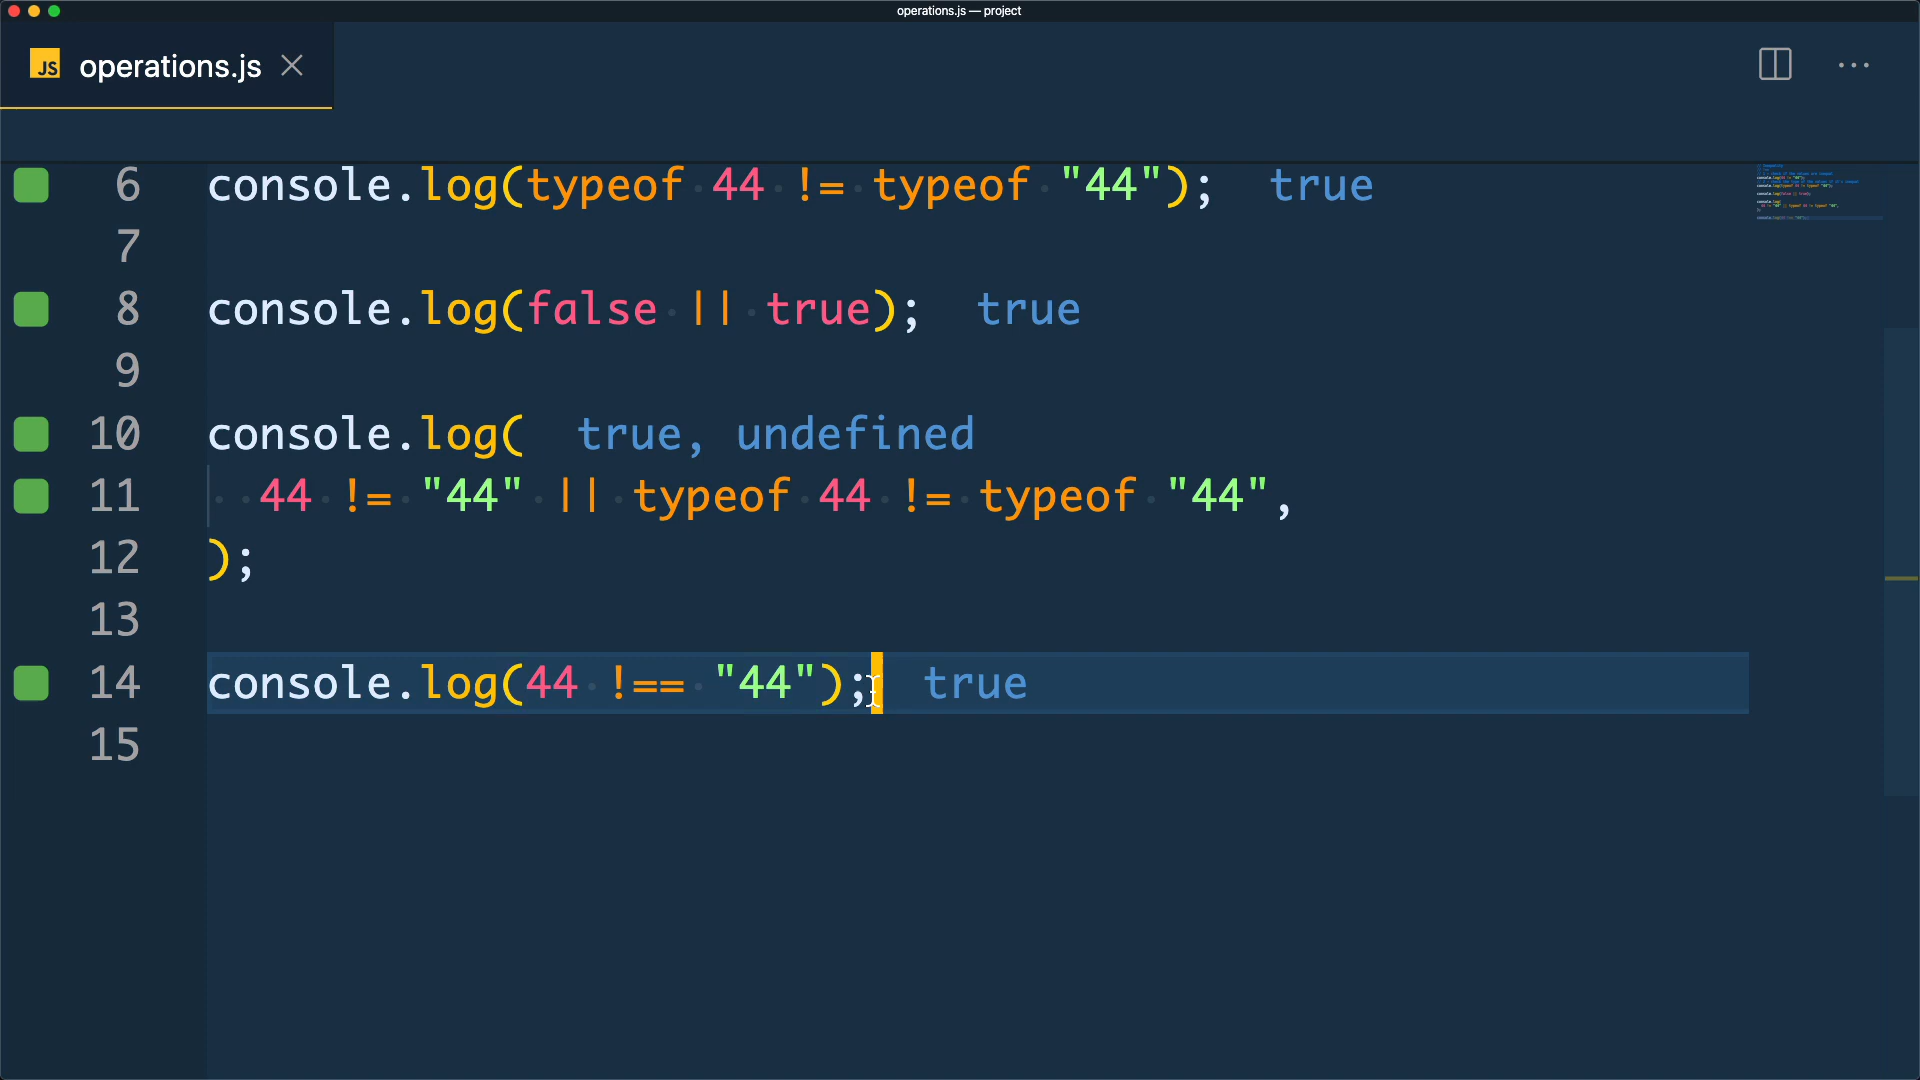 operations.js — project
JS operations.js
6 console.log(typeof 44 != typeof "44"); true
7
8 console.log(false || true); true
9
10 console.log( true, undefined
11 44 != "44" || typeof 44 != typeof "44",
12 );
13
14 console.log(44 !== "44"); true
15